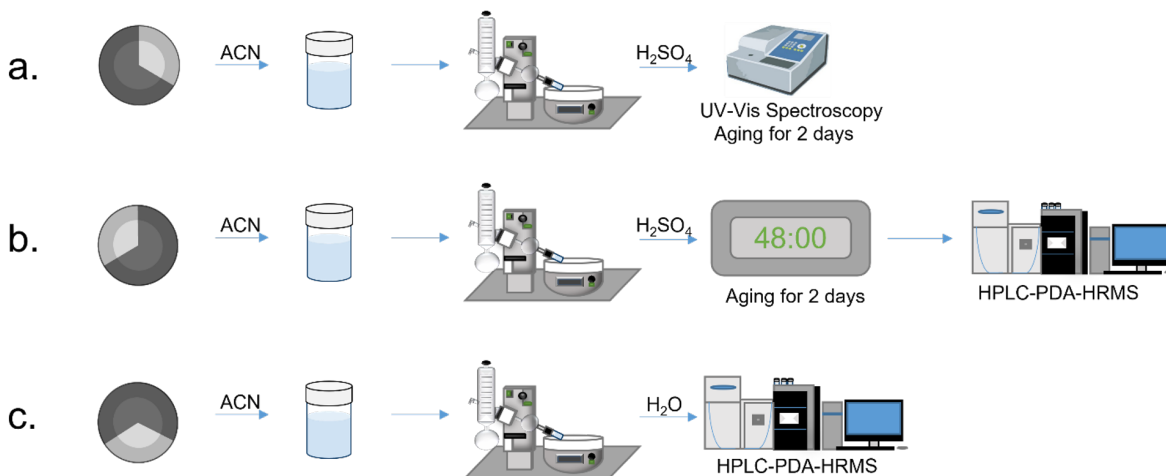 a.
ACN
H₂SO₄
UV-Vis Spectroscopy
Aging for 2 days
b.
ACN
H₂SO₄
48:00
Aging for 2 days
HPLC-PDA-HRMS
c.
ACN
H₂O
HPLC-PDA-HRMS